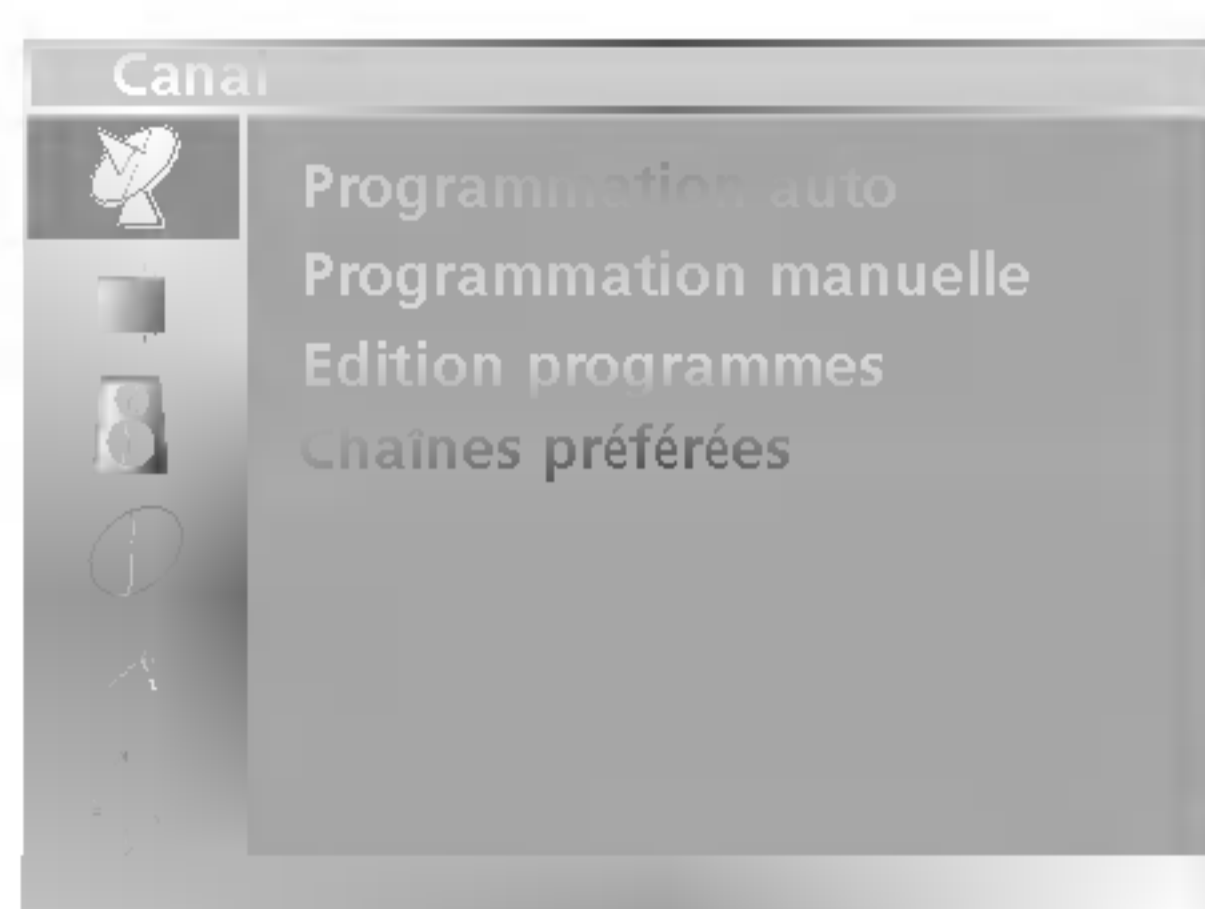 Canal
Programmation auto
Programmation manuelle
Edition programmes
Chaînes préférées